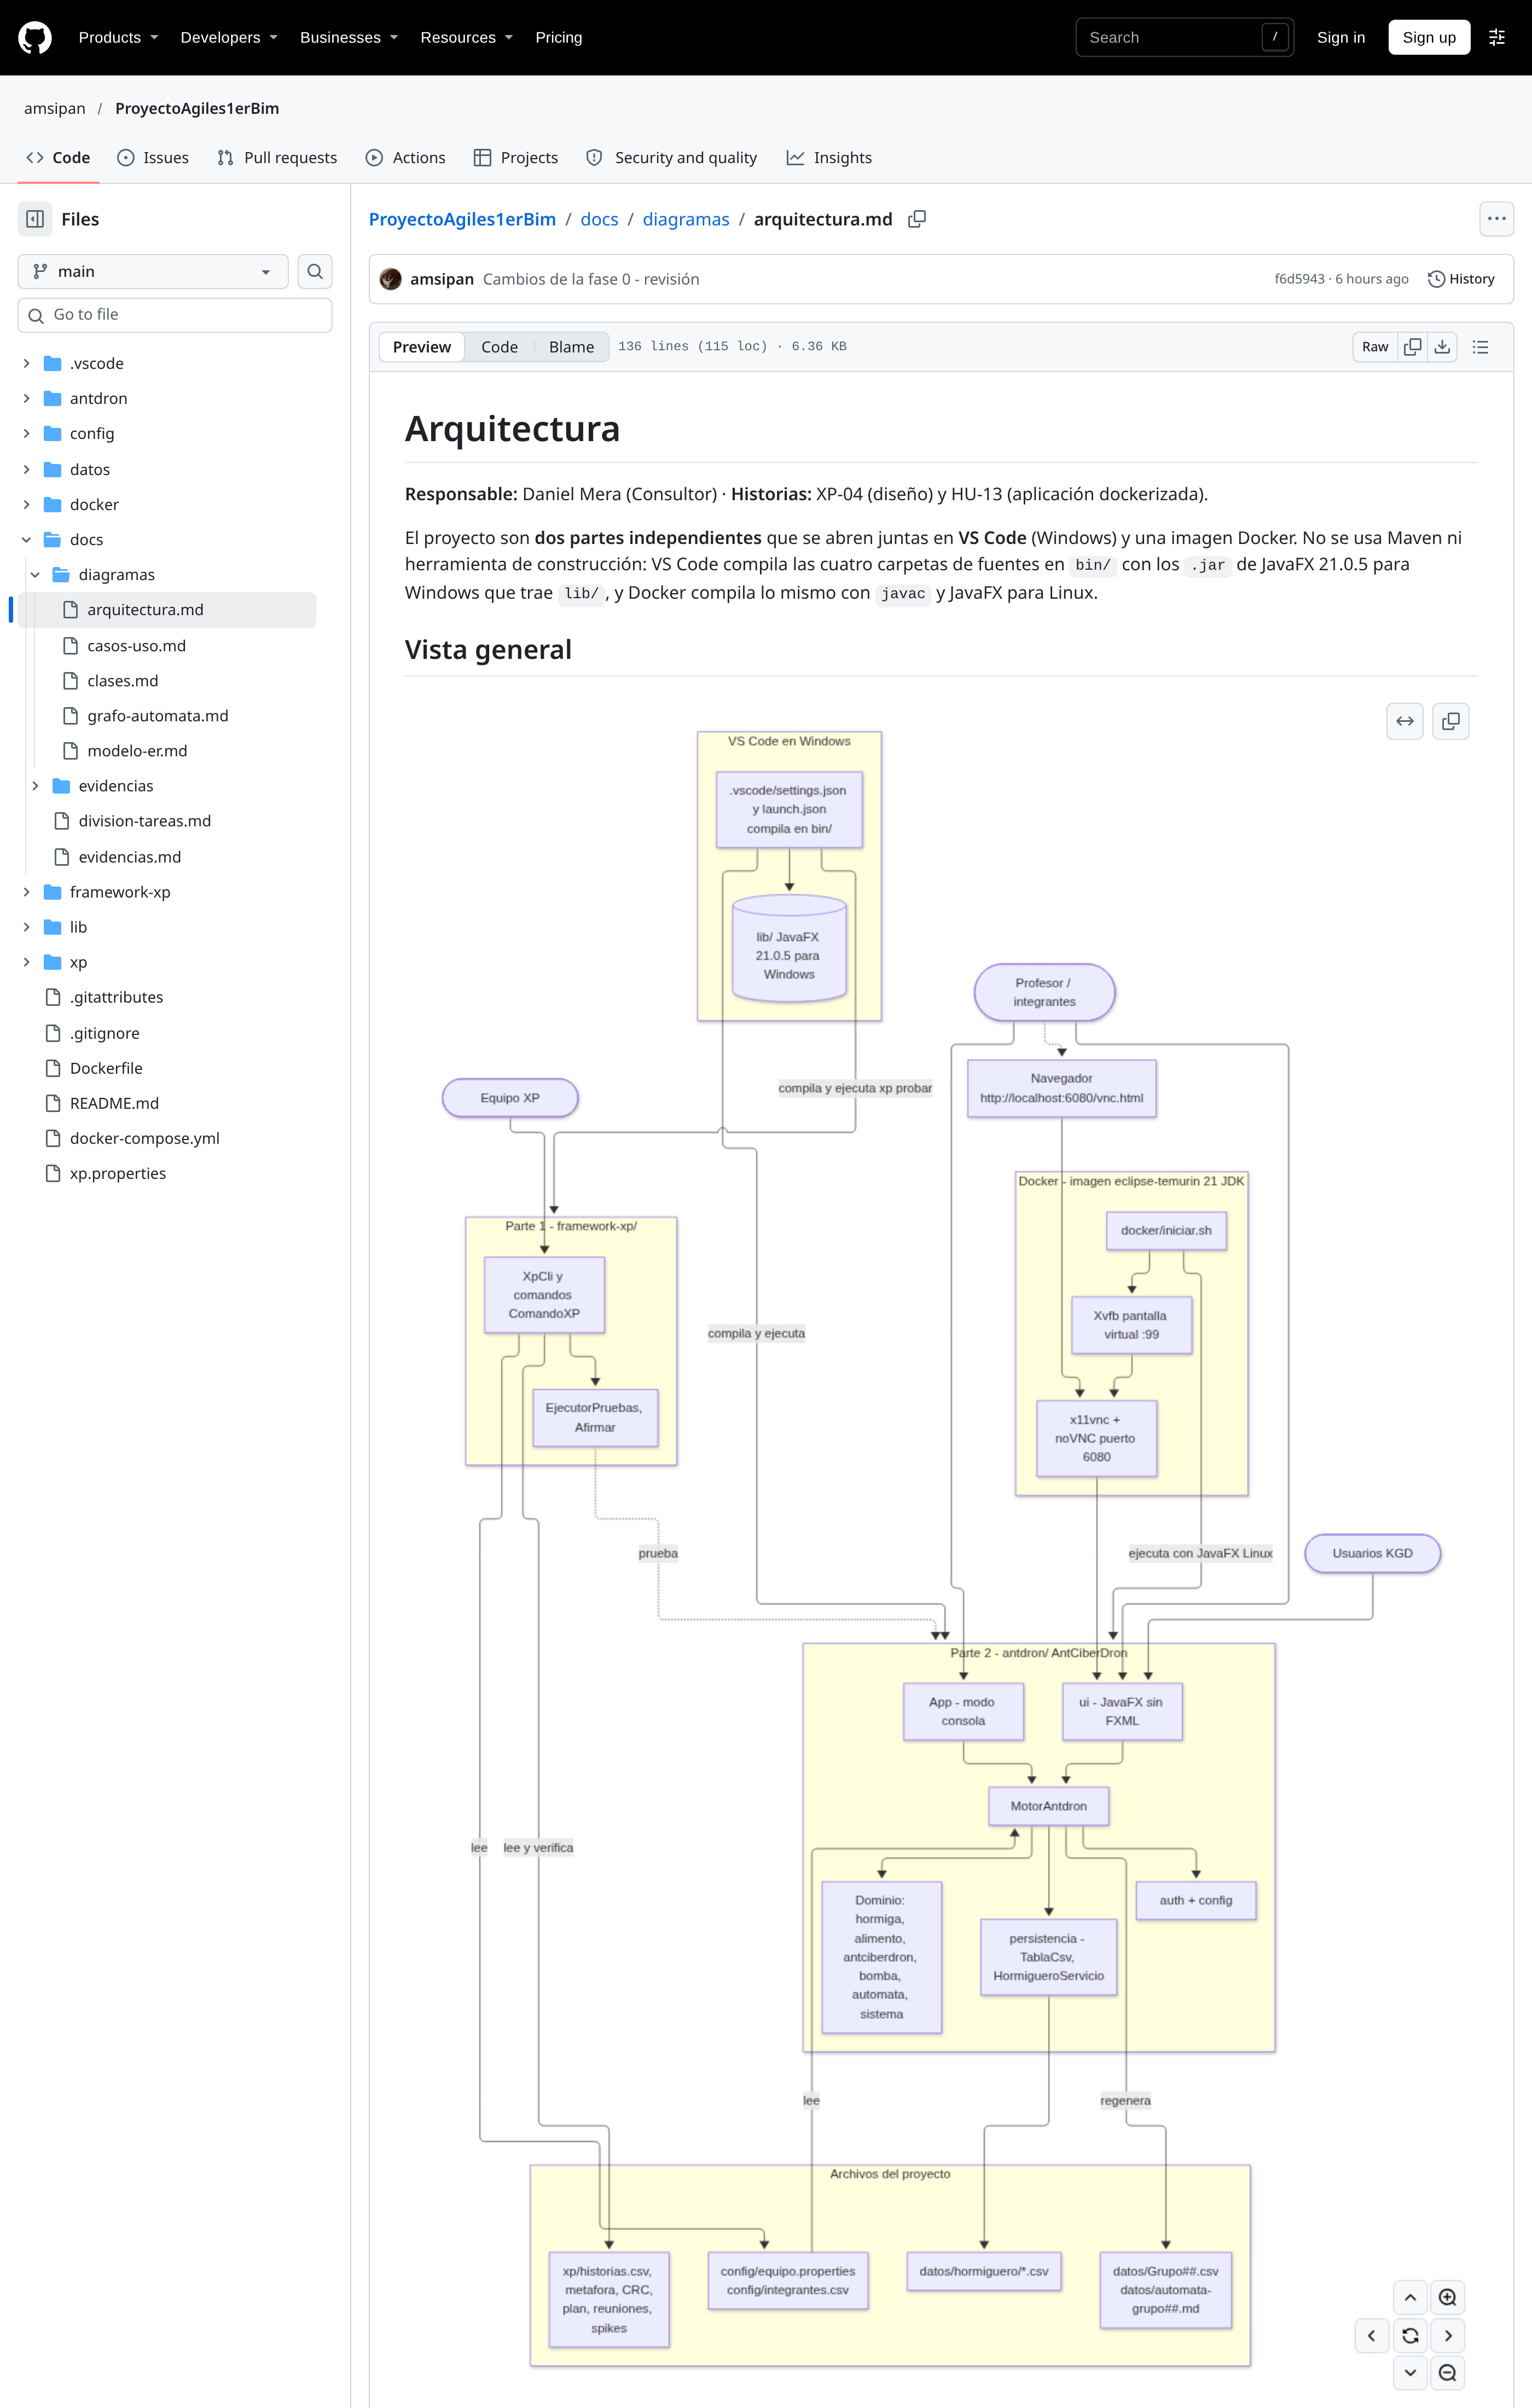 Products
Developers
Businesses
Resources
Pricing
Search
/
Sign in
Sign up
amsipan / ProyectoAgiles1erBim
Code
Issues
Pull requests
Actions
Projects
Security and quality
Insights
Files
main
Go to file
.vscode
antdron
config
datos
docker
docs
diagramas
arquitectura.md
casos-uso.md
clases.md
grafo-automata.md
modelo-er.md
evidencias
division-tareas.md
evidencias.md
framework-xp
lib
xp
.gitattributes
.gitignore
Dockerfile
README.md
docker-compose.yml
xp.properties
ProyectoAgiles1erBim / docs / diagramas / arquitectura.md
amsipan Cambios de la fase 0 - revisión
f6d5943 · 6 hours ago
History
Preview
Code
Blame
136 lines (115 loc) · 6.36 KB
Raw
Arquitectura
Responsable: Daniel Mera (Consultor) · Historias: XP-04 (diseño) y HU-13 (aplicación dockerizada).
El proyecto son dos partes independientes que se abren juntas en VS Code (Windows) y una imagen Docker. No se usa Maven ni
herramienta de construcción: VS Code compila las cuatro carpetas de fuentes en bin/ con los .jar de JavaFX 21.0.5 para
Windows que trae lib/, y Docker compila lo mismo con javac y JavaFX para Linux.
Vista general
VS Code en Windows
.vscode/settings.json
y launch.json
compila en bin/
lib/ JavaFX
21.0.5 para
Windows
Profesor /
integrantes
Navegador
http://localhost:6080/vnc.html
compila y ejecuta xp probar
Equipo XP
Docker - imagen eclipse-temurin 21 JDK
docker/iniciar.sh
Xvfb pantalla
virtual :99
x11vnc +
noVNC puerto
6080
Parte 1 - framework-xp/
XpCli y
comandos
ComandoXP
EjecutorPruebas,
Afirmar
compila y ejecuta
prueba
ejecuta con JavaFX Linux
Usuarios KGD
Parte 2 - antdron/ AntCiberDron
App - modo
consola
ui - JavaFX sin
FXML
MotorAntdron
lee
lee y verifica
Dominio:
hormiga,
alimento,
antciberdron,
bomba,
automata,
sistema
persistencia -
TablaCsv,
HormigueroServicio
auth + config
lee
regenera
Archivos del proyecto
xp/historias.csv,
metafora, CRC,
plan, reuniones,
spikes
config/equipo.properties
config/integrantes.csv
datos/hormiguero/*.csv
datos/Grupo##.csv
datos/automata-
grupo##.md